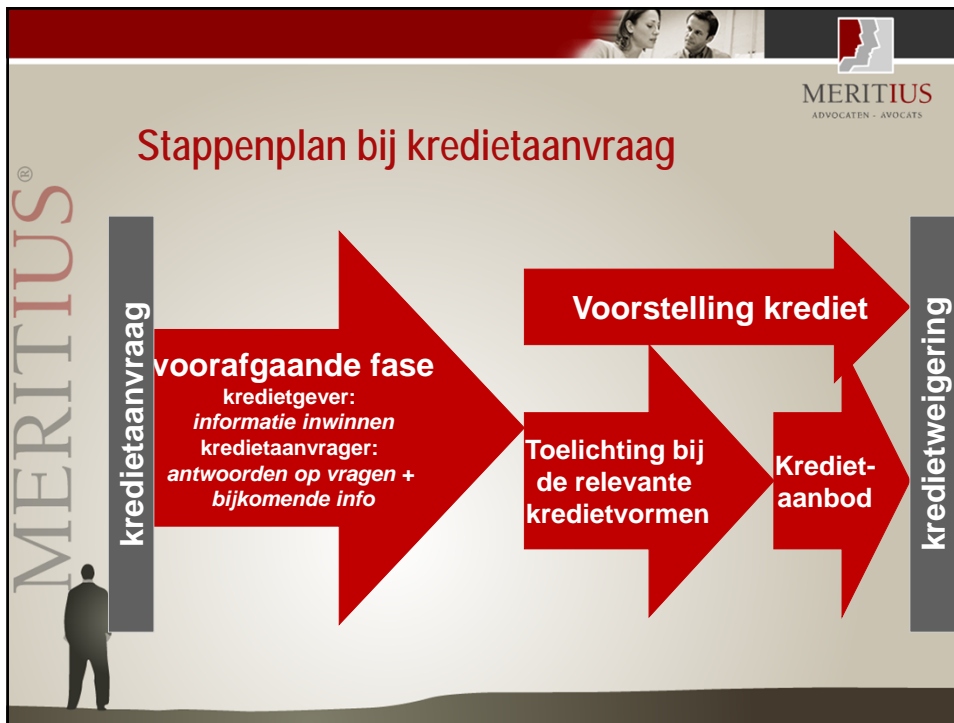 MERITIUS
ADVOCATEN - AVOCATS
Stappenplan bij kredietaanvraag
MERITIUS®
kredietaanvraag
voorafgaande fase
kredietgever:
informatie inwinnen
kredietaanvrager:
antwoorden op vragen +
bijkomende info
Voorstelling krediet
Toelichting bij
de relevante
kredietvormen
Krediet-
aanbod
kredietweigering